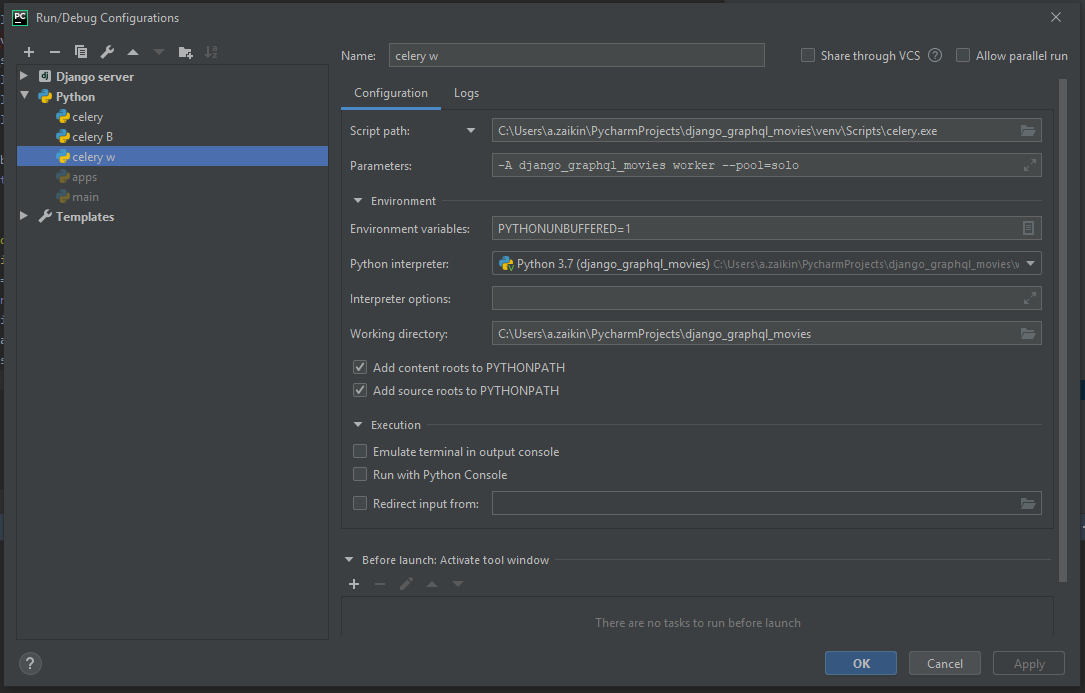 PC Run/Debug Configurations
Name: celery w Share through VCS ? Allow parallel run
dj Django server
Python
celery
celery B
celery w
apps
main
Templates
Configuration Logs
Script path: C:\Users\a.zaikin\PycharmProjects\django_graphql_movies\venv\Scripts\celery.exe
Parameters: -A django_graphql_movies worker --pool=solo
Environment
Environment variables: PYTHONUNBUFFERED=1
Python interpreter: Python 3.7 (django_graphql_movies) C:\Users\a.zaikin\PycharmProjects\django_graphql_movies\v
Interpreter options:
Working directory: C:\Users\a.zaikin\PycharmProjects\django_graphql_movies
Add content roots to PYTHONPATH
Add source roots to PYTHONPATH
Execution
Emulate terminal in output console
Run with Python Console
Redirect input from:
Before launch: Activate tool window
There are no tasks to run before launch
? OK Cancel Apply